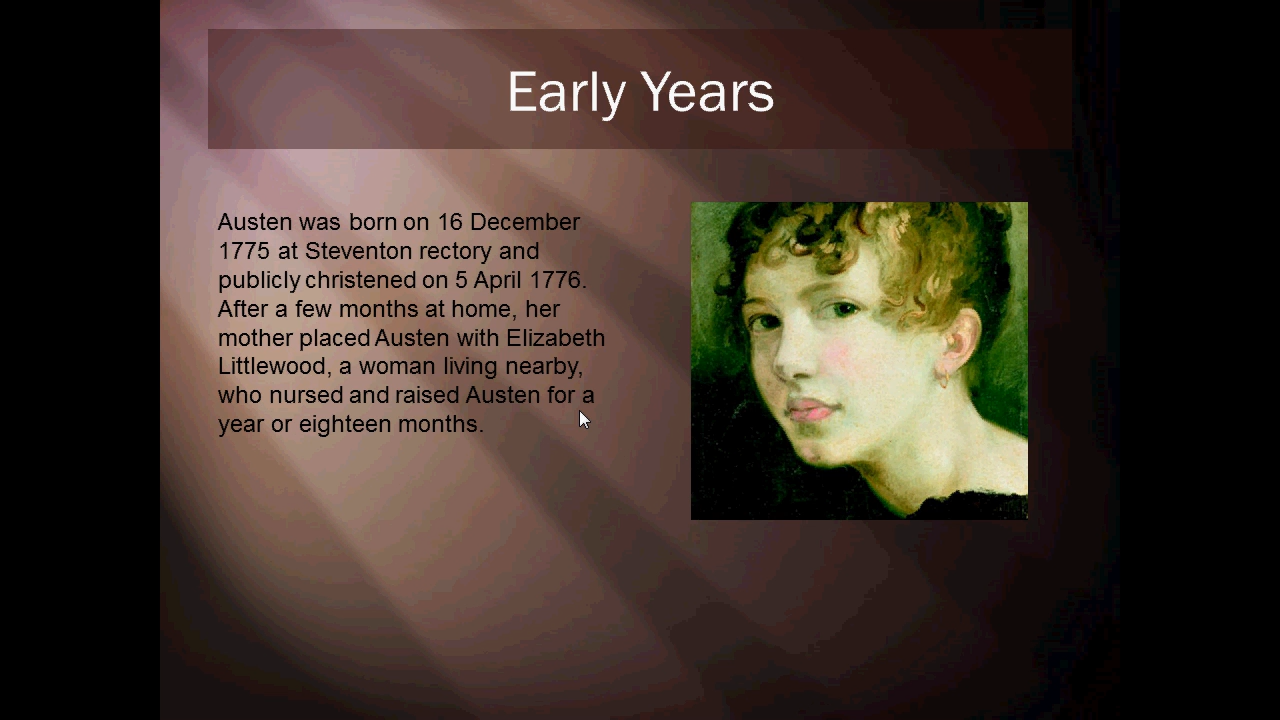 Early Years
Austen was born on 16 December
1775 at Steventon rectory and
publicly christened on 5 April 1776.
After a few months at home, her
mother placed Austen with Elizabeth
Littlewood, a woman living nearby,
who nursed and raised Austen for a
year or eighteen months.